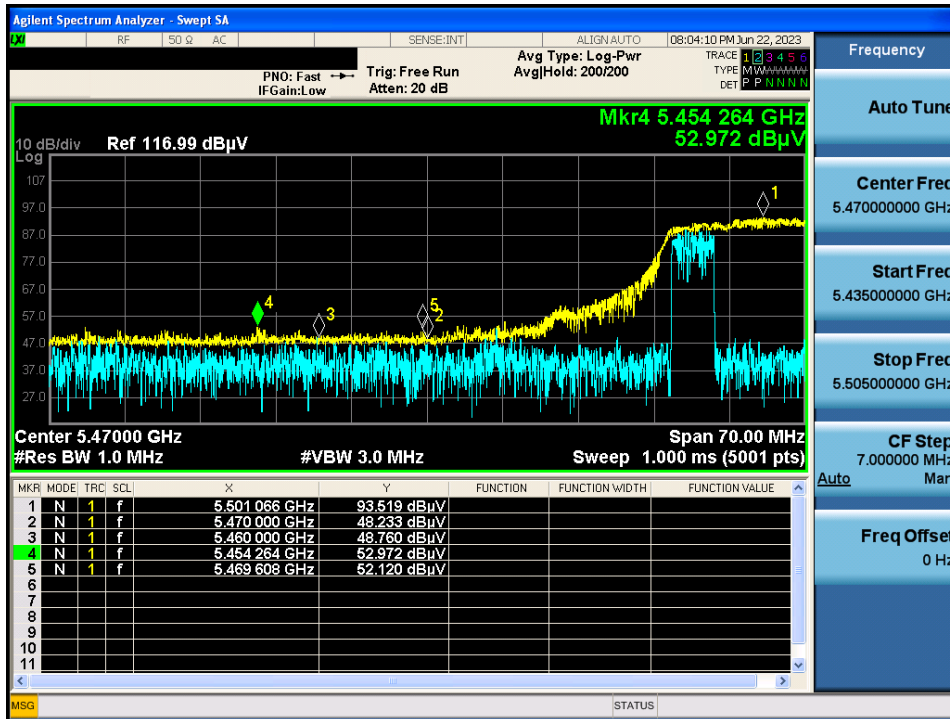 Agilent Spectrum Analyzer - Swept SA
LXI RF 50 Ω AC SENSE:INT ALIGN AUTO 08:04:10 PM Jun 22, 2023
PNO: Fast
IFGain:Low
Trig: Free Run
Atten: 20 dB
Avg Type: Log-Pwr
Avg|Hold: 200/200
TRACE 1 2 3 4 5 6
TYPE M W
DET P P N N N N
Mkr4 5.454 264 GHz
52.972 dBµV
10 dB/div Ref 116.99 dBµV
Log
107
97.0
87.0
77.0
67.0
57.0
47.0
37.0
27.0
1
4
3
5
2
Center 5.47000 GHz Span 70.00 MHz
#Res BW 1.0 MHz #VBW 3.0 MHz Sweep 1.000 ms (5001 pts)
MKR MODE TRC SCL X Y FUNCTION FUNCTION WIDTH FUNCTION VALUE
1 N 1 f 5.501 066 GHz 93.519 dBµV
2 N 1 f 5.470 000 GHz 48.233 dBµV
3 N 1 f 5.460 000 GHz 48.760 dBµV
4 N 1 f 5.454 264 GHz 52.972 dBµV
5 N 1 f 5.469 608 GHz 52.120 dBµV
6
7
8
9
10
11
MSG STATUS
Frequency
Auto Tune
Center Freq
5.470000000 GHz
Start Freq
5.435000000 GHz
Stop Freq
5.505000000 GHz
CF Step
7.000000 MHz
Auto Man
Freq Offset
0 Hz